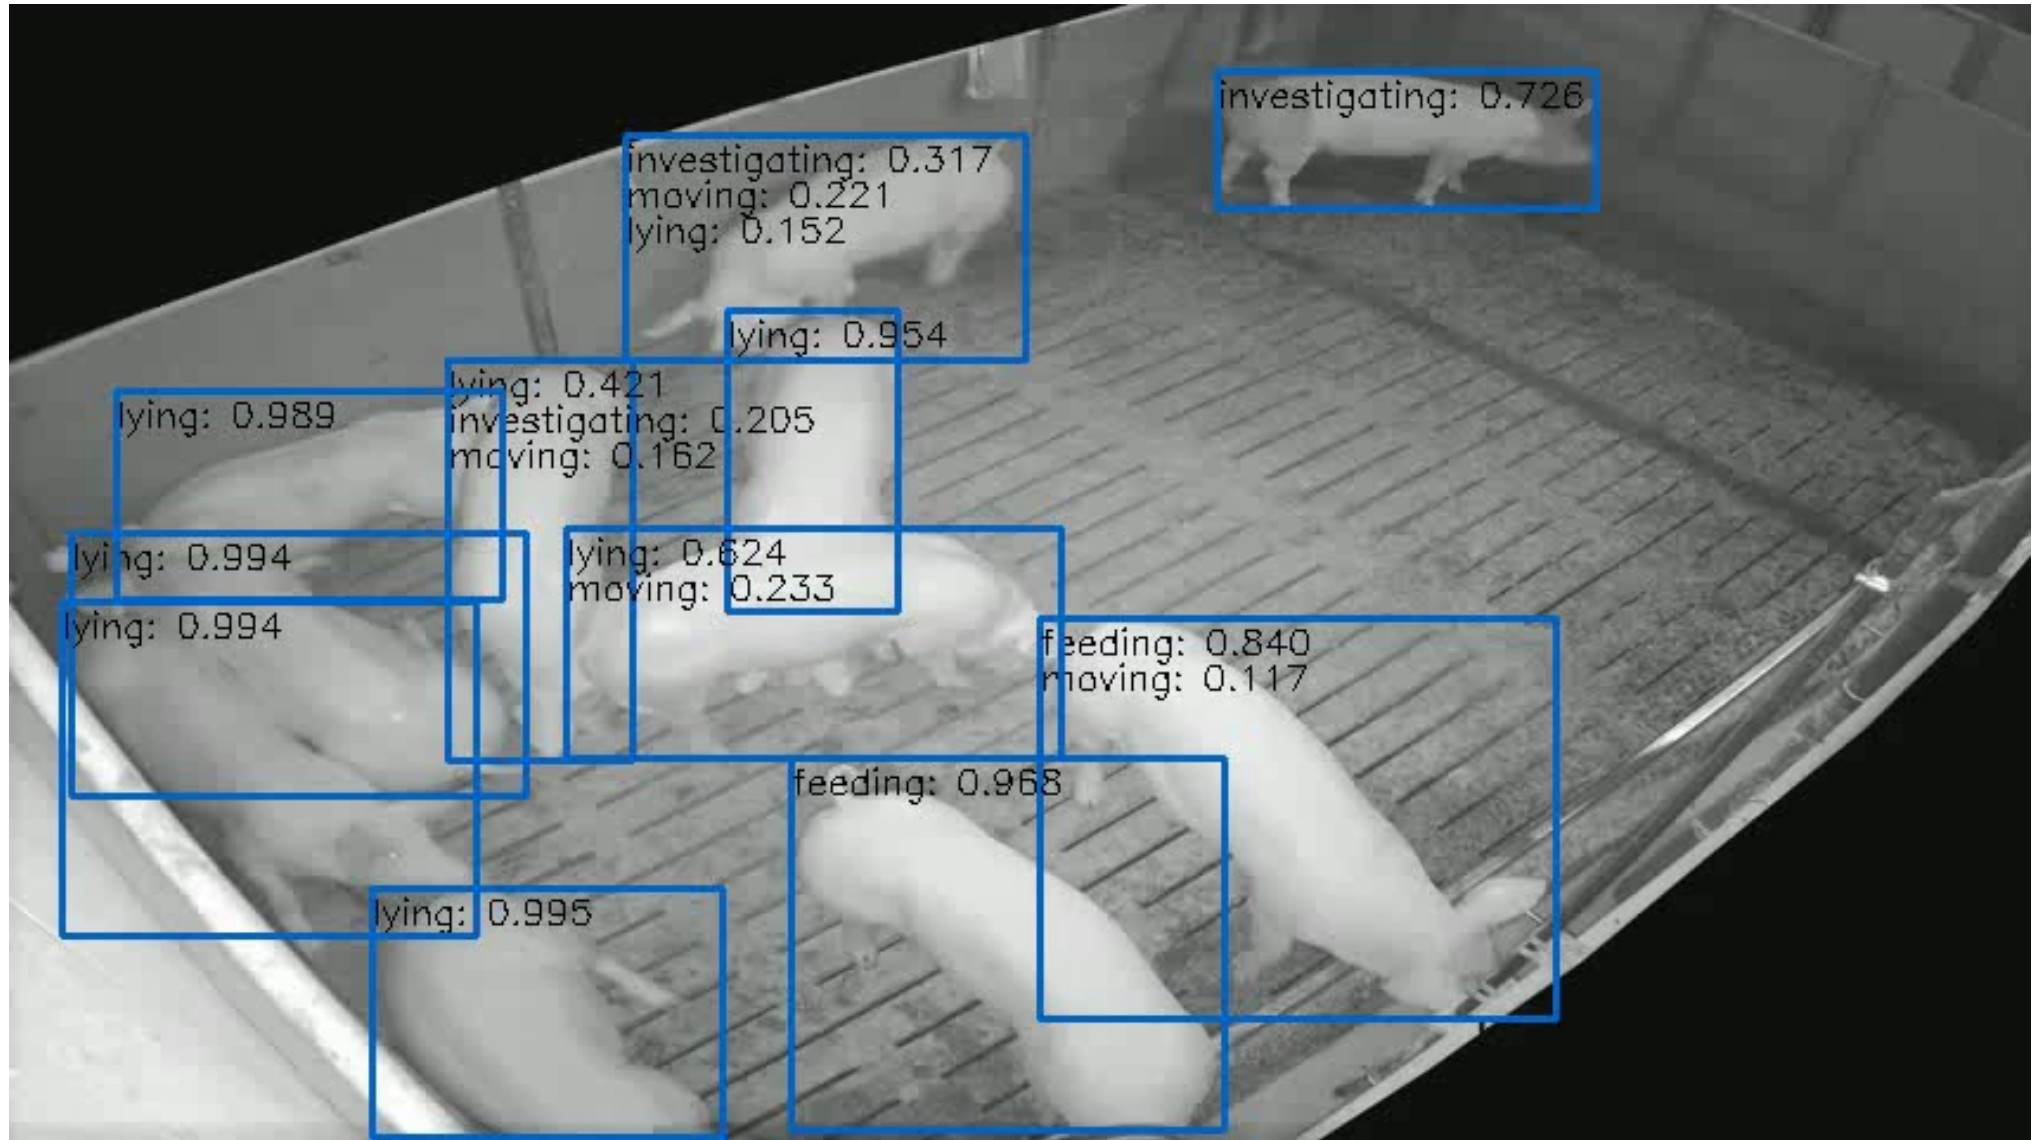 investigating: 0.726
investigating: 0.317
moving: 0.221
lying: 0.152
lying: 0.954
lying: 0.421
investigating: 0.205
moving: 0.162
lying: 0.989
lying: 0.994
lying: 0.624
moving: 0.233
lying: 0.994
feeding: 0.840
moving: 0.117
feeding: 0.968
lying: 0.995